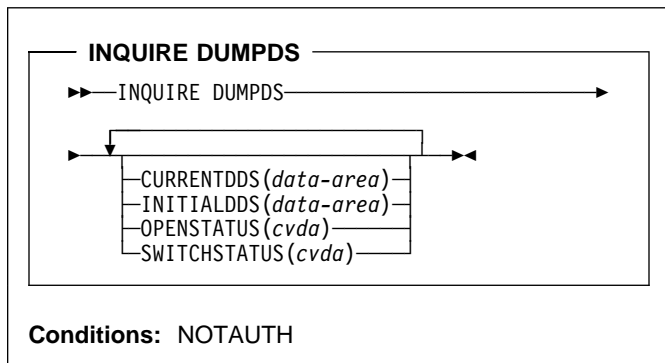 INQUIRE DUMPDS
INQUIRE DUMPDS
CURRENTDDS(data-area)
INITIALDDS(data-area)
OPENSTATUS(cvda)
SWITCHSTATUS(cvda)
Conditions: NOTAUTH